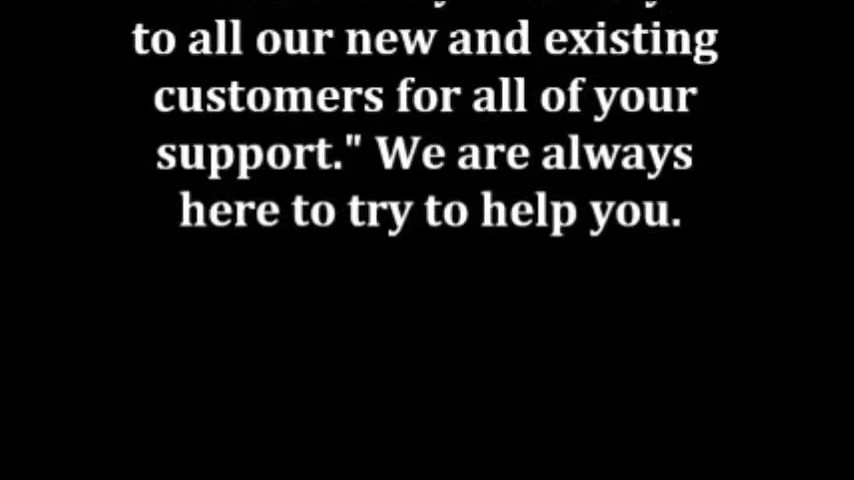 to all our new and existing
customers for all of your
support." We are always
here to try to help you.